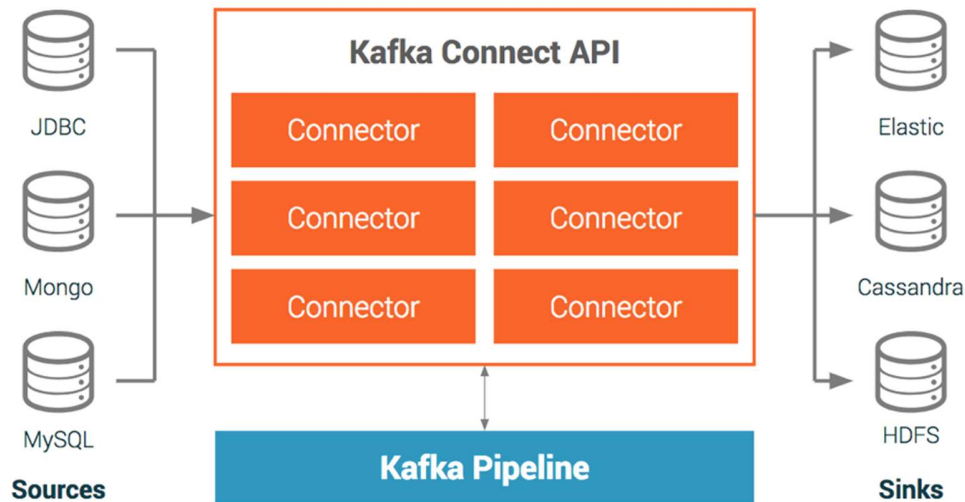 Kafka Connect API
JDBC
Mongo
MySQL
Sources
Connector Connector
Connector Connector
Connector Connector
Kafka Pipeline
Elastic
Cassandra
HDFS
Sinks